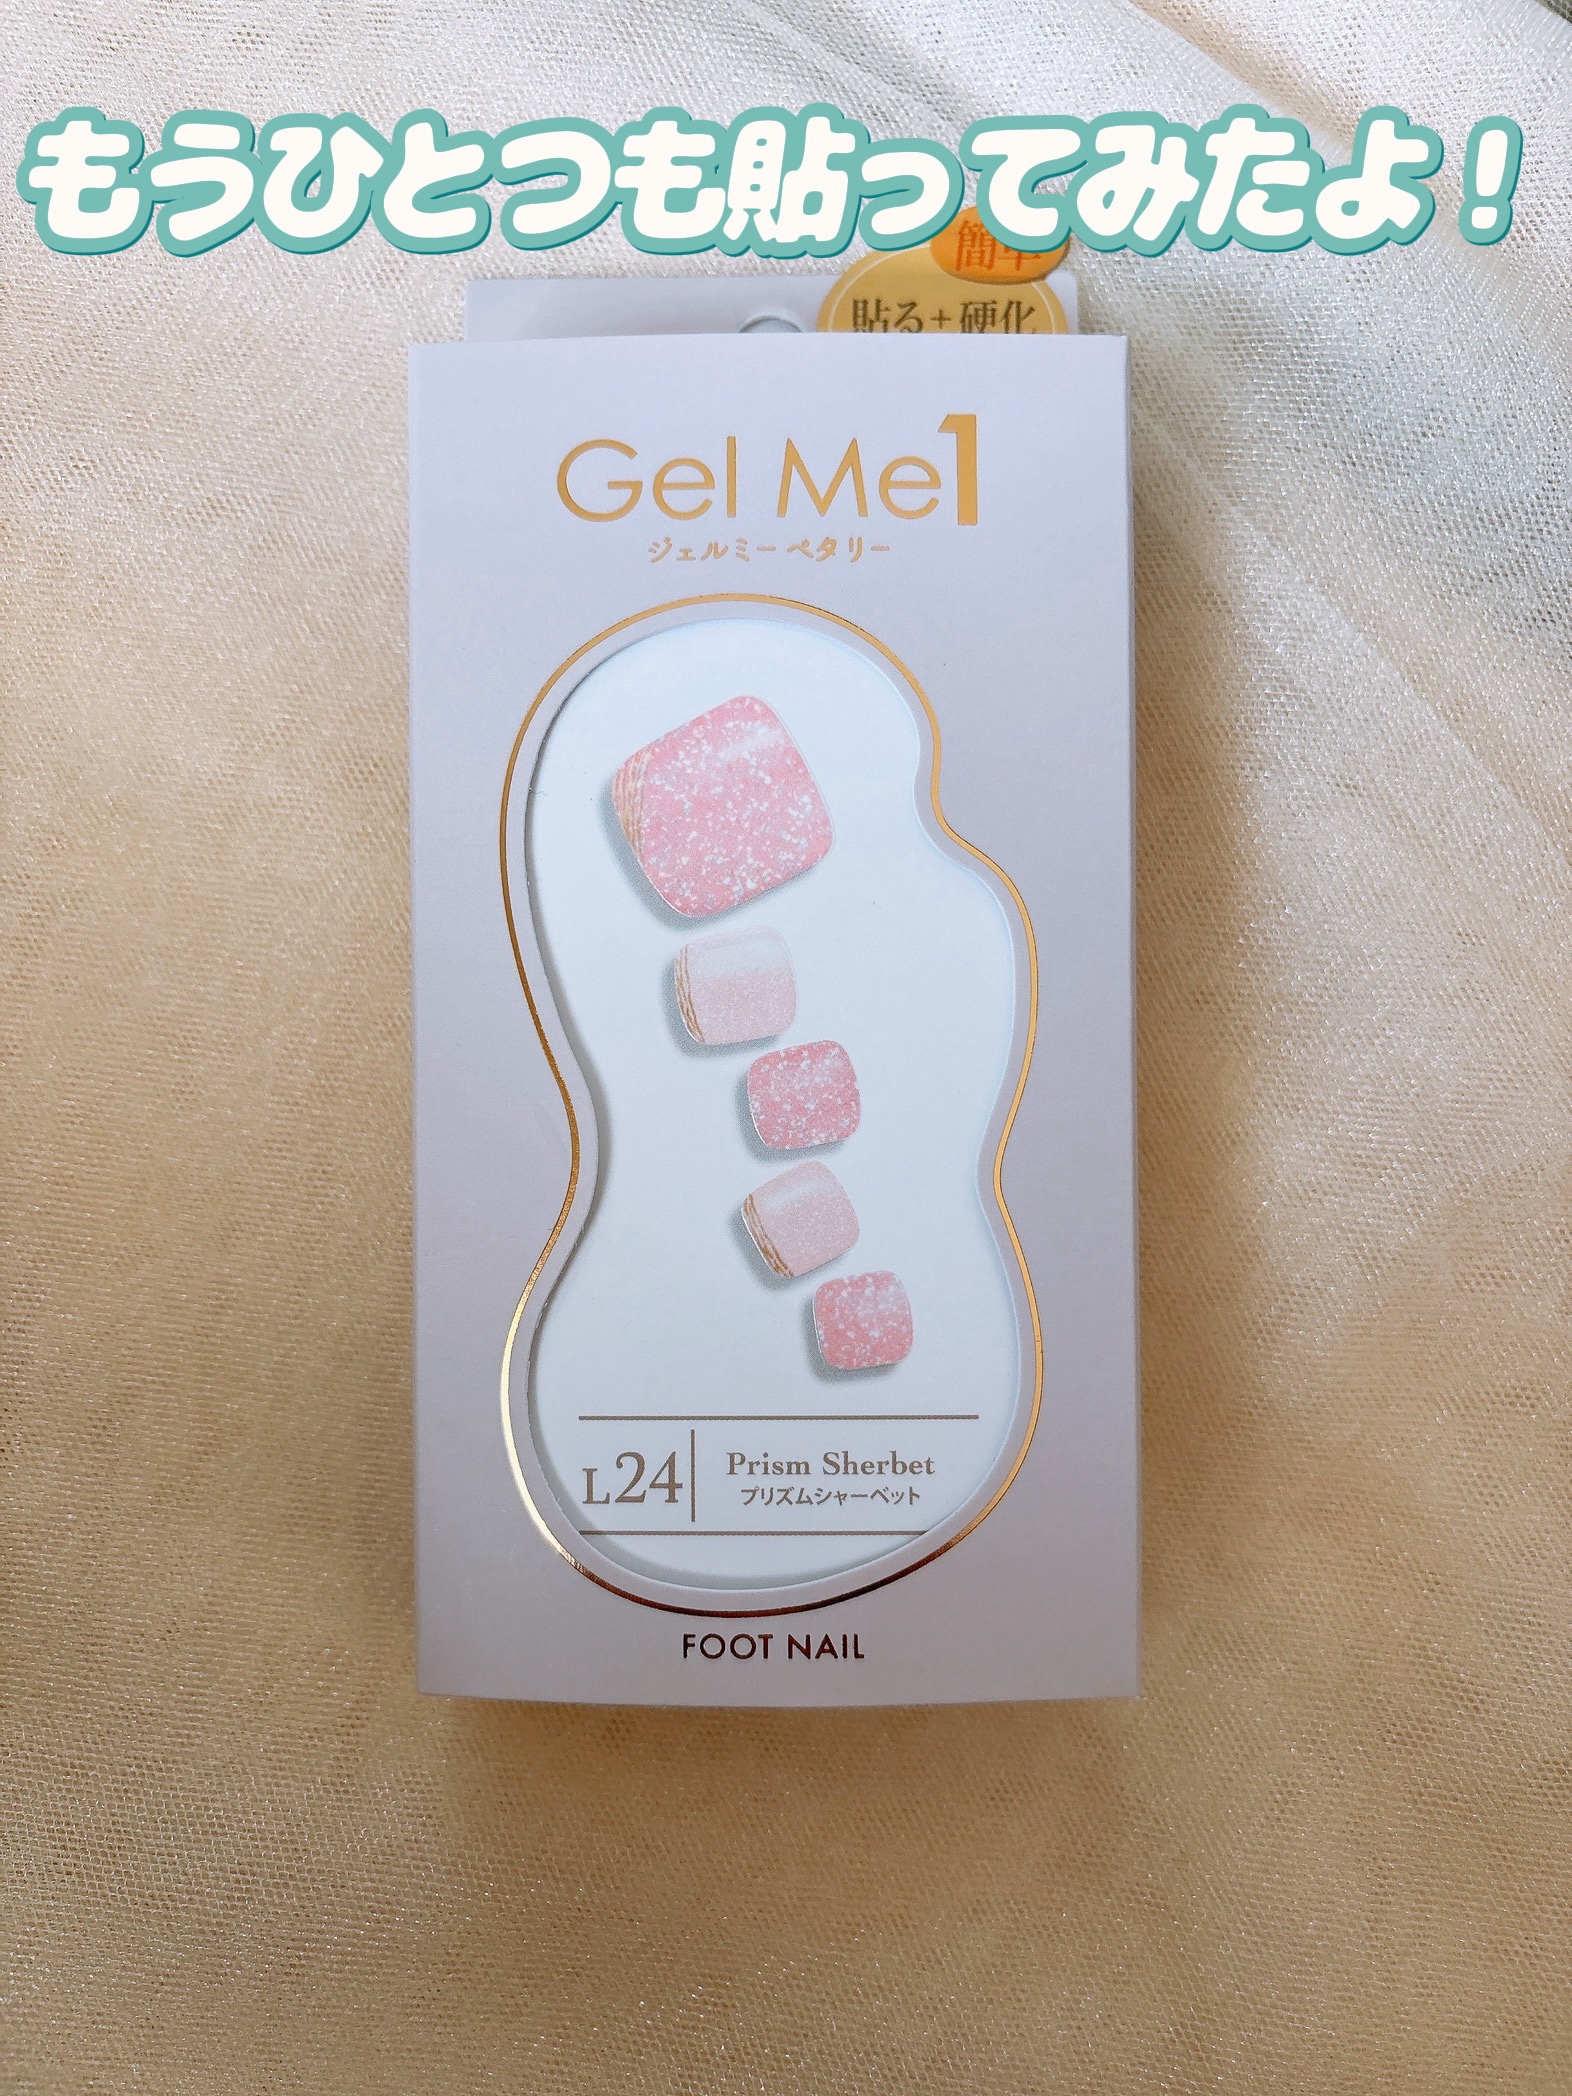 もうひとつも貼ってみたよ！
簡単
貼る+硬化
Gel Me1
ジェルミーペタリー
L24
Prism Sherbet
プリズムシャーベット
FOOT NAIL